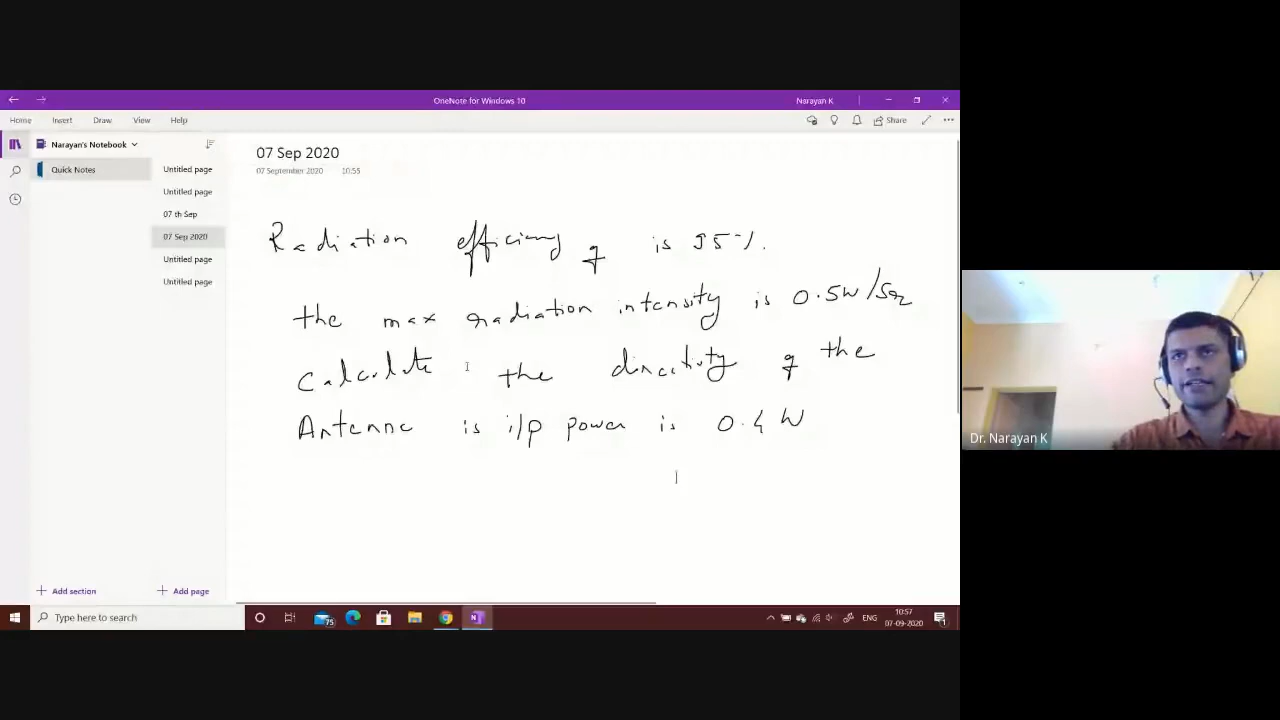 OneNote for Windows 10
Narayan K
Home Insert Draw View Help
Share
Narayan's Notebook
Quick Notes
Untitled page
Untitled page
07 th Sep
07 Sep 2020
Untitled page
Untitled page
Add section
Add page
07 Sep 2020
07 September 2020 10:55
Radiation efficiency of is 95%.
the max radiation intensity is 0.5W/Sr
Calculate the directivity of the
Antenna is i/p power is 0.4 W
Dr. Narayan K
Type here to search
75
ENG
10:57
07-09-2020
1